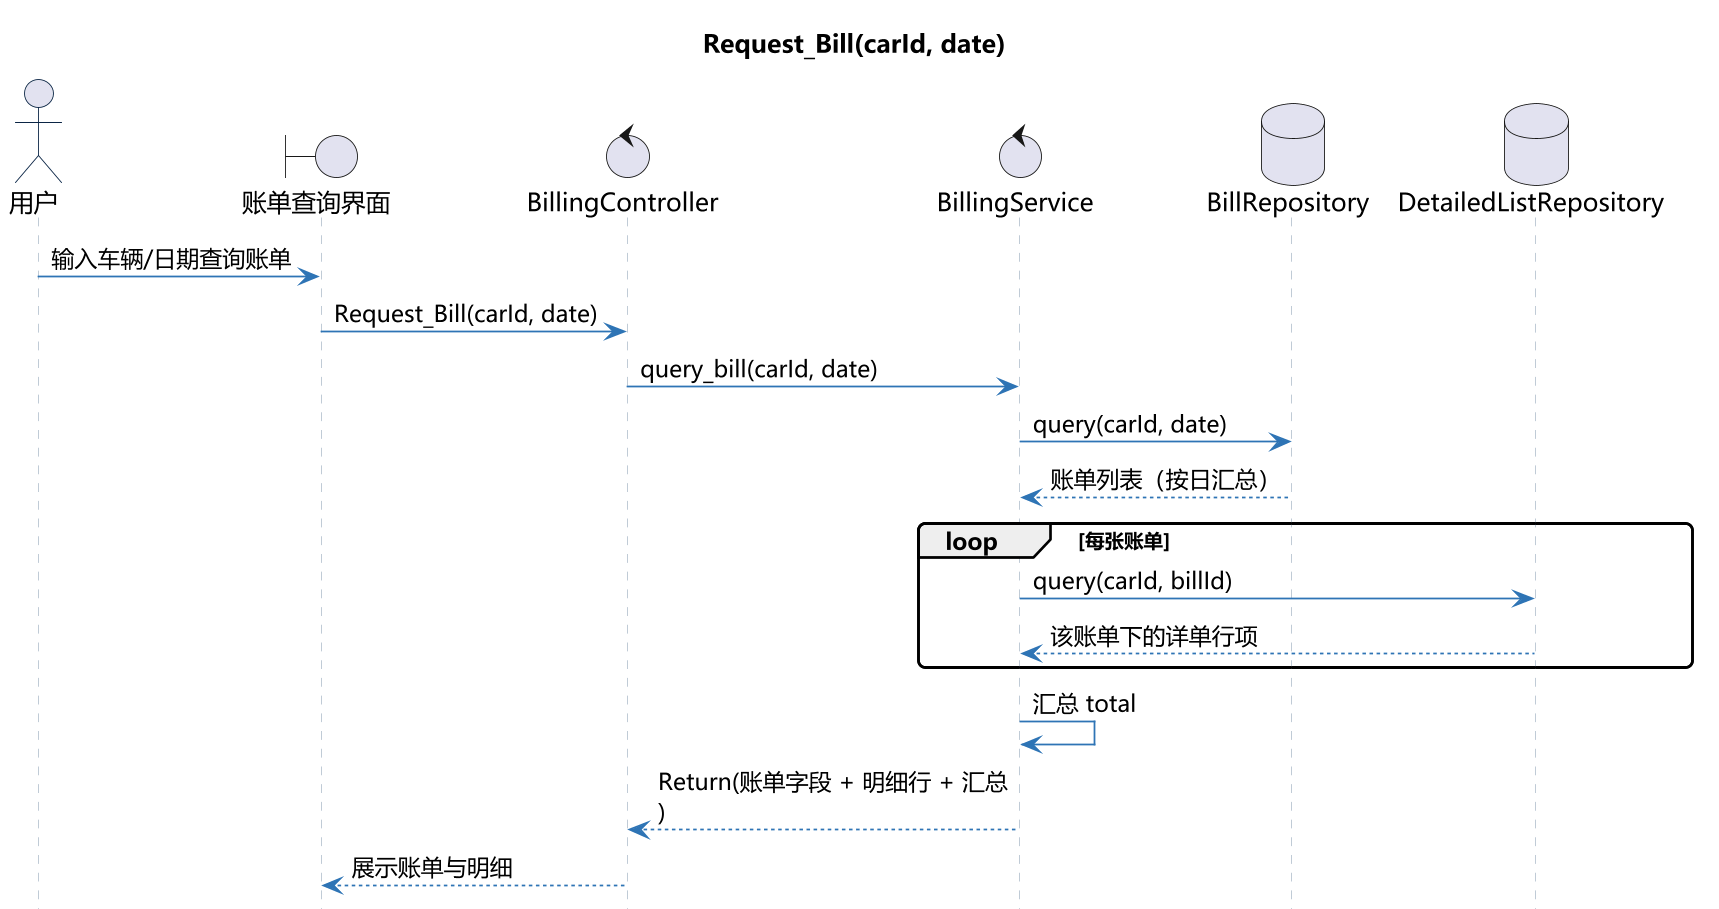 Request_Bill(carId, date)
用户
账单查询界面
BillingController
BillingService
BillRepository
DetailedListRepository
输入车辆/日期查询账单
Request_Bill(carId, date)
query_bill(carId, date)
query(carId, date)
账单列表（按日汇总）
loop
[每张账单]
query(carId, billId)
该账单下的详单行项
汇总 total
Return(账单字段 + 明细行 + 汇总
)
展示账单与明细